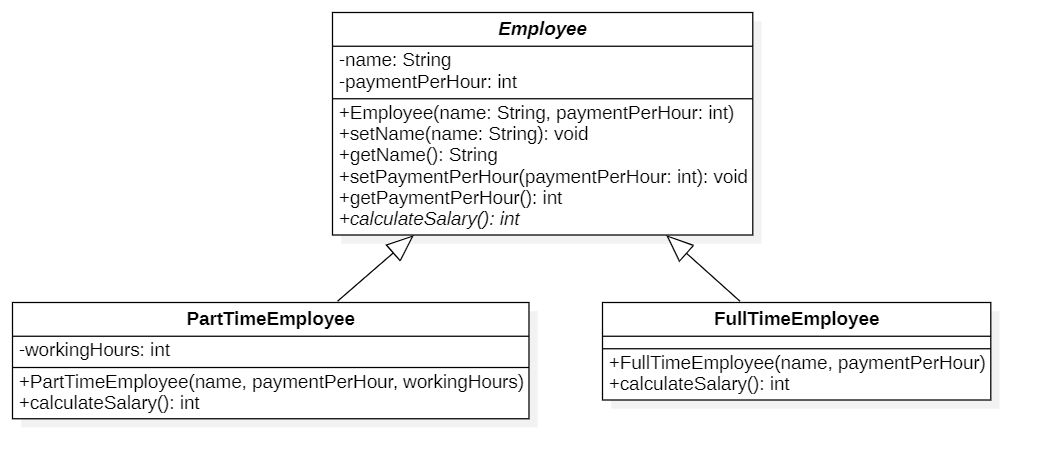 Employee
-name: String
-paymentPerHour: int
+Employee(name: String, paymentPerHour: int)
+setName(name: String): void
+getName(): String
+setPaymentPerHour(paymentPerHour: int): void
+getPaymentPerHour(): int
+calculateSalary(): int
PartTimeEmployee
-workingHours: int
+PartTimeEmployee(name, paymentPerHour, workingHours)
+calculateSalary(): int
FullTimeEmployee
+FullTimeEmployee(name, paymentPerHour)
+calculateSalary(): int